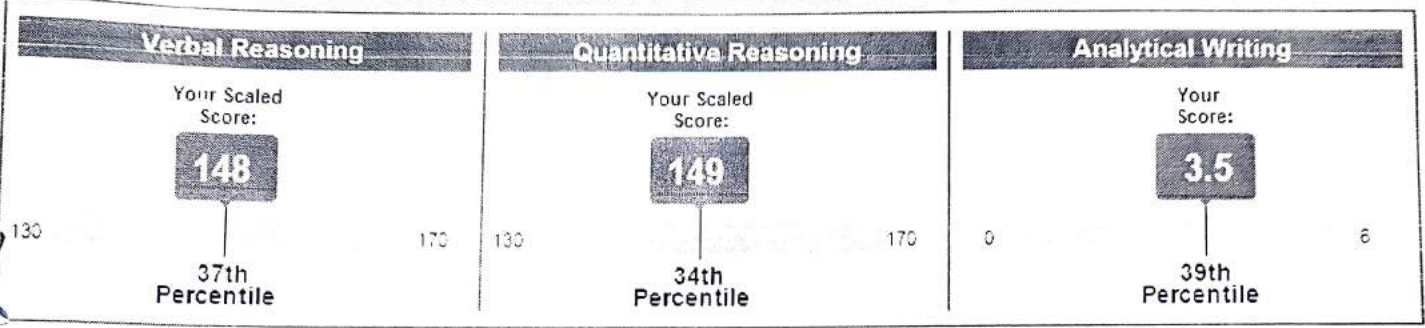 Verbal Reasoning
Your Scaled
Score:
148
130
170
37th
Percentile
Quantitative Reasoning
Your Scaled
Score:
149
130
170
34th
Percentile
Analytical Writing
Your
Score:
3.5
0
6
39th
Percentile